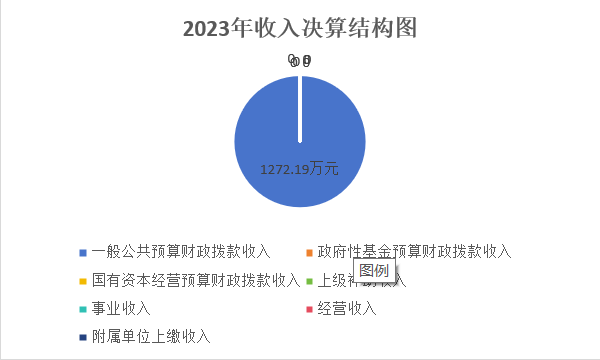 2023年收入决算结构图
1272.19万元
一般公共预算财政拨款收入
政府性基金预算财政拨款收入
国有资本经营预算财政拨款收入
上级补助收入
图例
事业收入
经营收入
附属单位上缴收入